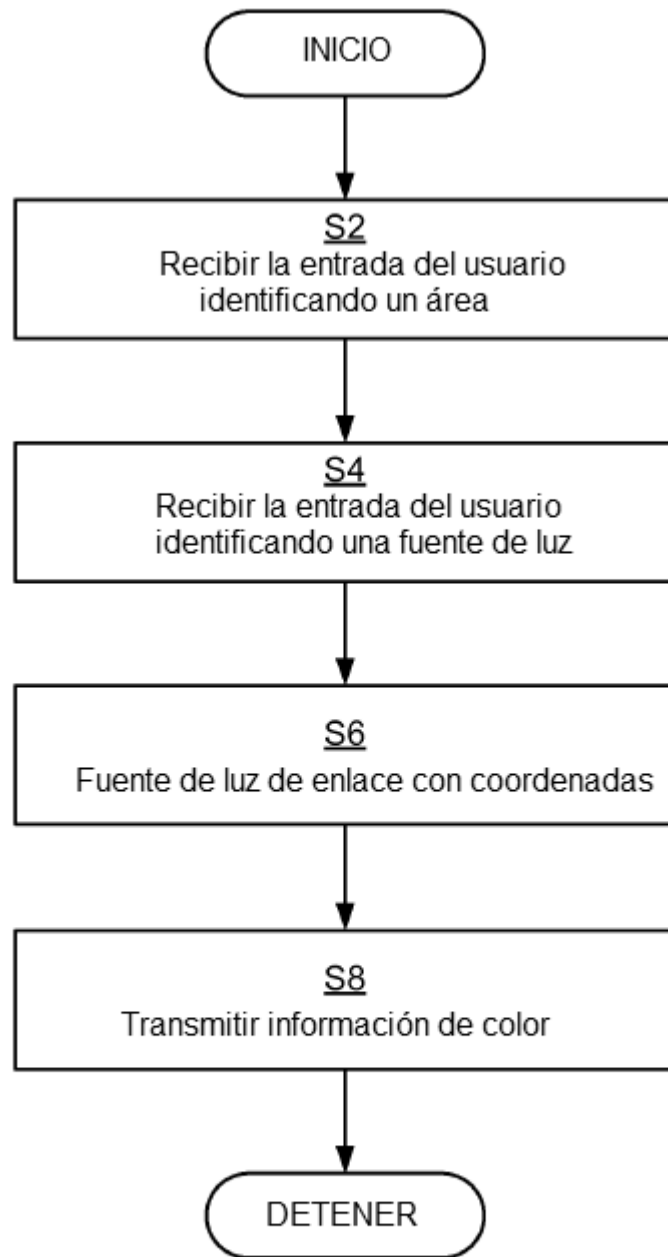 INICIO
S2
Recibir la entrada del usuario
identificando un área
S4
Recibir la entrada del usuario
identificando una fuente de luz
S6
Fuente de luz de enlace con coordenadas
S8
Transmitir información de color
DETENER